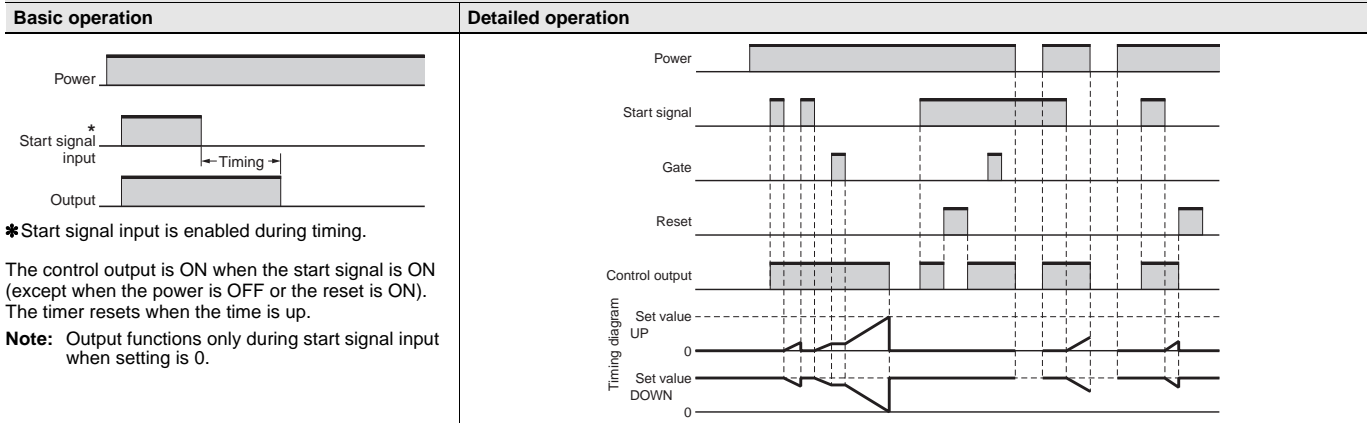 Basic operation
Detailed operation
Power
*
Start signal
input
Timing
Output
✱Start signal input is enabled during timing.
The control output is ON when the start signal is ON
(except when the power is OFF or the reset is ON).
The timer resets when the time is up.
Note: Output functions only during start signal input
when setting is 0.
Power
Start signal
Gate
Reset
Control output
Timing diagram
Set value
UP
0
Set value
DOWN
0